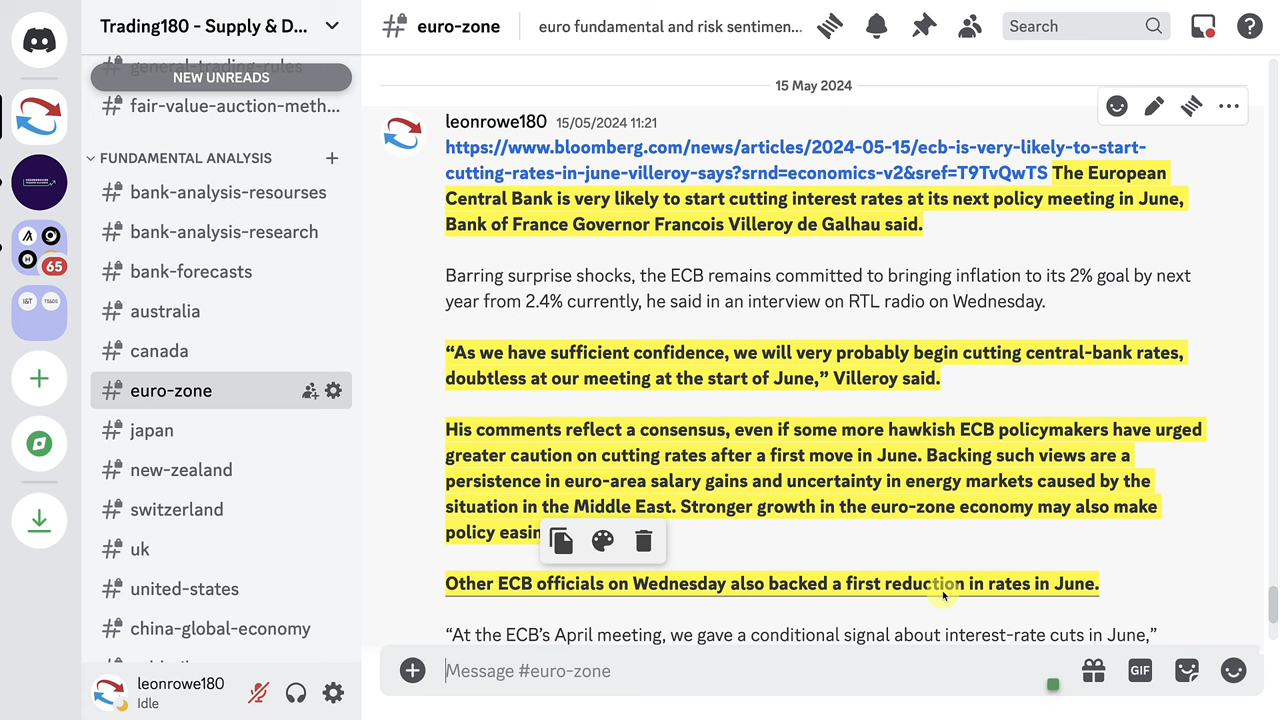 Trading180 - Supply & D...
general-trading-rules
NEW UNREADS
fair-value-auction-meth...
FUNDAMENTAL ANALYSIS
bank-analysis-resourses
bank-analysis-research
bank-forecasts
australia
canada
euro-zone
japan
new-zealand
switzerland
uk
united-states
china-global-economy
65
leonrowe180
Idle
euro-zone
euro fundamental and risk sentimen...
Search
15 May 2024
leonrowe180 15/05/2024 11:21
https://www.bloomberg.com/news/articles/2024-05-15/ecb-is-very-likely-to-start-
cutting-rates-in-june-villeroy-says?srnd=economics-v2&sref=T9TvQwTS The European
Central Bank is very likely to start cutting interest rates at its next policy meeting in June,
Bank of France Governor Francois Villeroy de Galhau said.
Barring surprise shocks, the ECB remains committed to bringing inflation to its 2% goal by next
year from 2.4% currently, he said in an interview on RTL radio on Wednesday.
“As we have sufficient confidence, we will very probably begin cutting central-bank rates,
doubtless at our meeting at the start of June,” Villeroy said.
His comments reflect a consensus, even if some more hawkish ECB policymakers have urged
greater caution on cutting rates after a first move in June. Backing such views are a
persistence in euro-area salary gains and uncertainty in energy markets caused by the
situation in the Middle East. Stronger growth in the euro-zone economy may also make
policy easin
Other ECB officials on Wednesday also backed a first reduction in rates in June.
“At the ECB’s April meeting, we gave a conditional signal about interest-rate cuts in June,”
Message #euro-zone
GIF